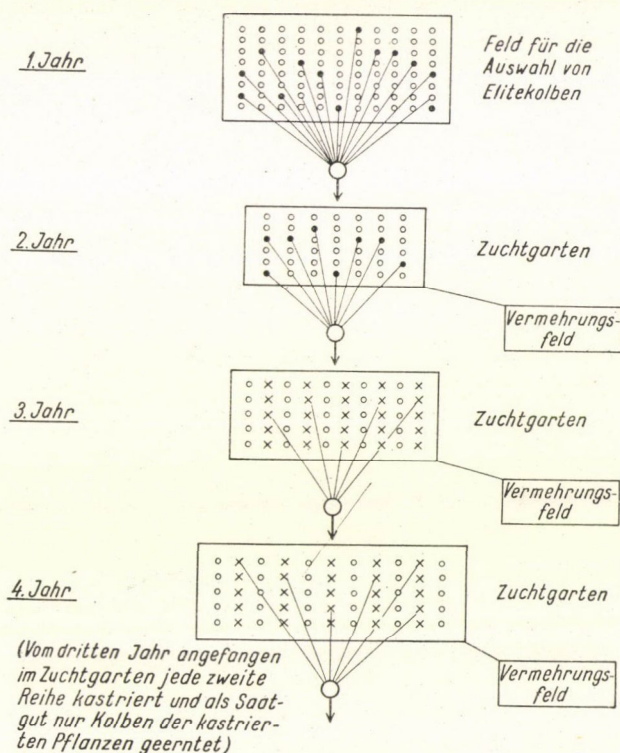 1. Jahr
Feld für die
Auswahl von
Elitekolben
2. Jahr
Zuchtgarten
Vermehrungs-
feld
3. Jahr
Zuchtgarten
Vermehrungs-
feld
4. Jahr
Zuchtgarten
Vermehrungs-
feld
(Vom dritten Jahr angefangen
im Zuchtgarten jede zweite
Reihe kastriert und als Saat-
gut nur Kolben der kastrier-
ten Pflanzen geerntet)